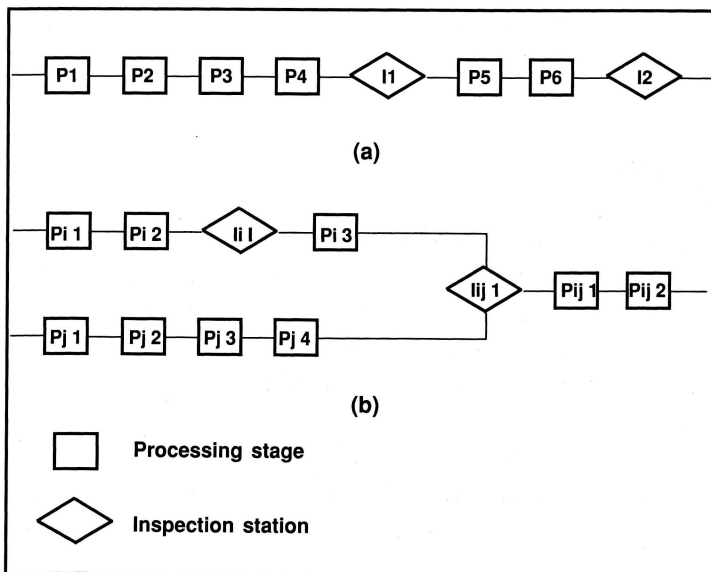 P1 P2 P3 P4 I1 P5 P6 I2
(a)
Pi 1 Pi 2 Ii I Pi 3
Iij 1 Pij 1 Pij 2
Pj 1 Pj 2 Pj 3 Pj 4
(b)
Processing stage
Inspection station